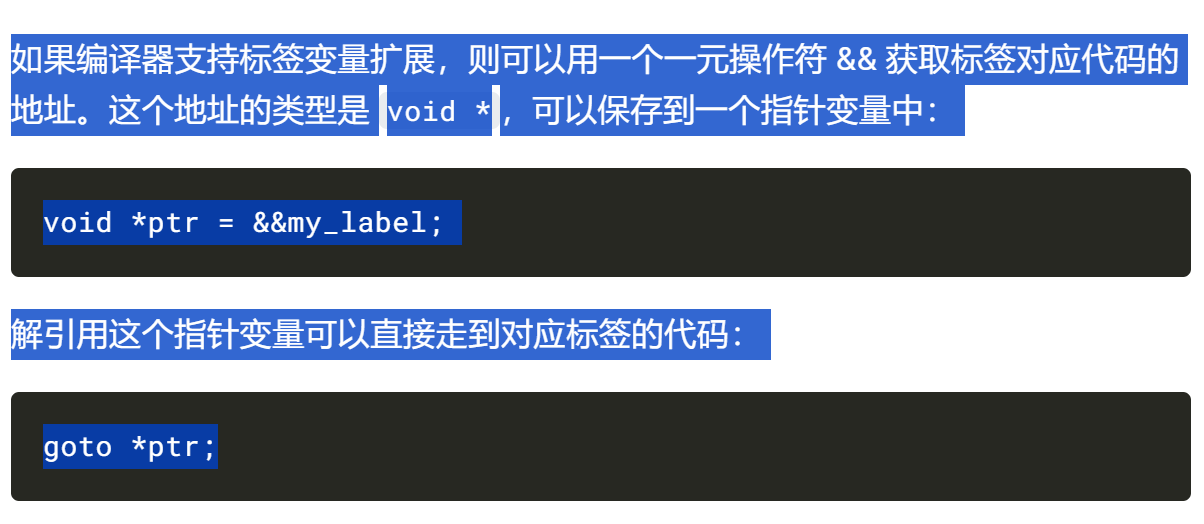 如果编译器支持标签变量扩展，则可以用一个一元操作符 && 获取标签对应代码的
地址。这个地址的类型是 void *，可以保存到一个指针变量中：
void *ptr = &&my_label;
解引用这个指针变量可以直接走到对应标签的代码：
goto *ptr;